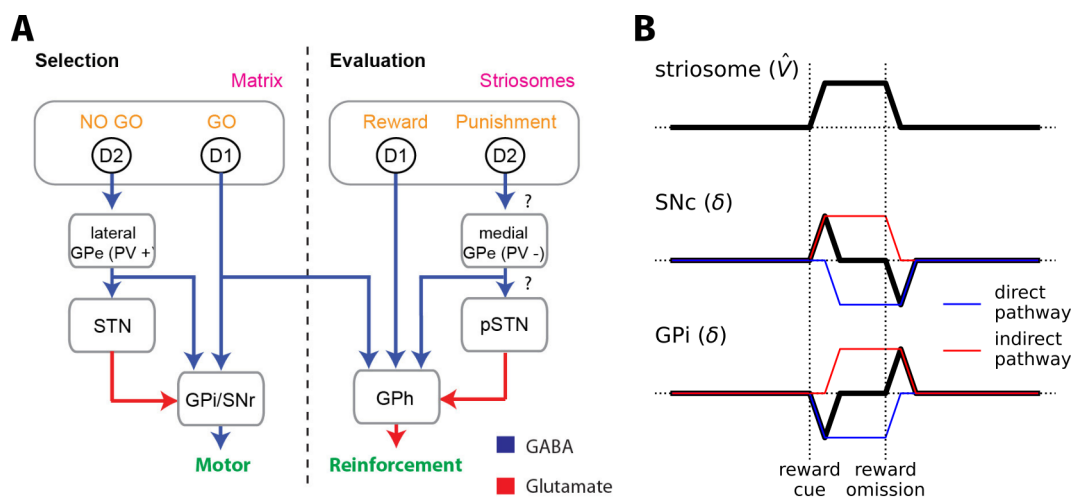 A
Selection
Evaluation
Matrix
Striosomes
NO GO
GO
Reward
Punishment
D2
D1
D1
D2
?
lateral
GPe (PV +)
medial
GPe (PV -)
?
STN
pSTN
GPi/SNr
GPh
Motor
Reinforcement
GABA
Glutamate
B
striosome (V̂)
SNc (δ)
GPi (δ)
direct
pathway
indirect
pathway
reward
cue
reward
omission